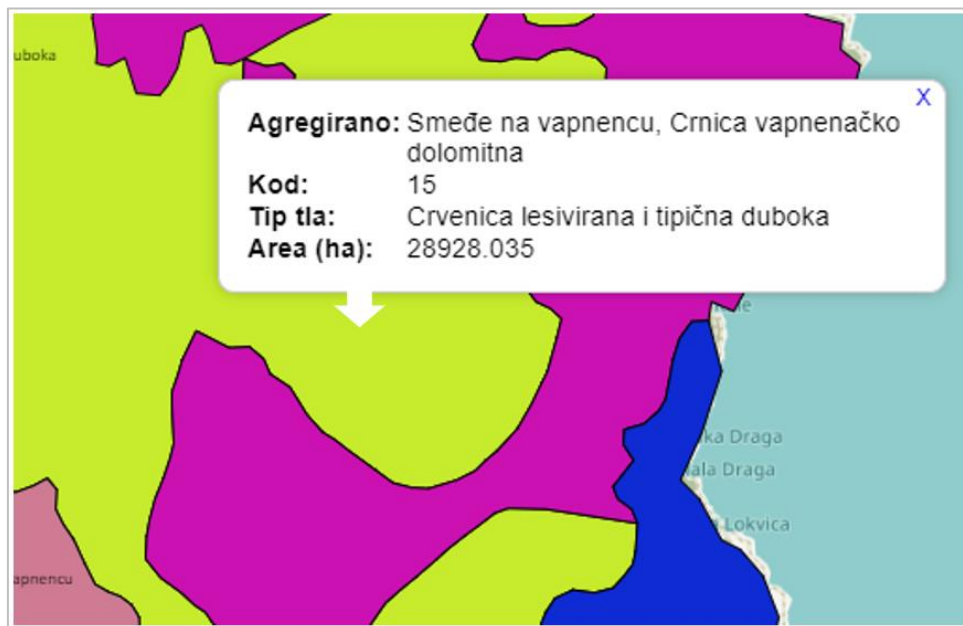 uboka
X
Agregirano: Smeđe na vapnencu, Crnica vapnenačko
dolomitna
Kod: 15
Tip tla: Crvenica lesivirana i tipična duboka
Area (ha): 28928.035
ka Draga
ala Draga
Lokvica
apnencu